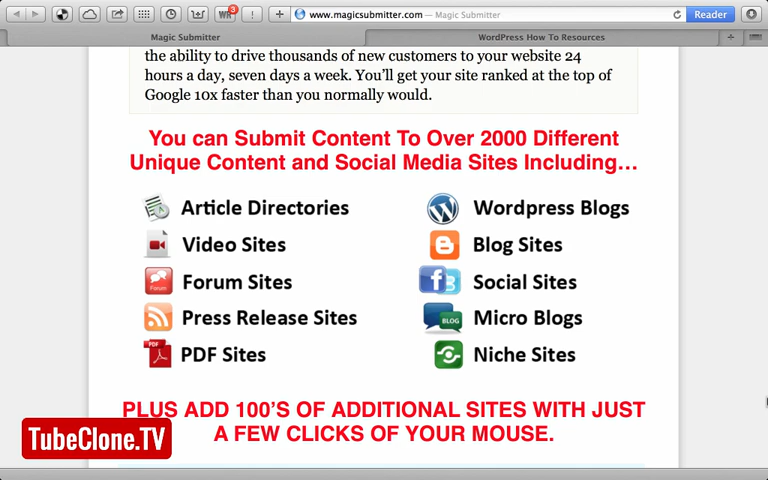 www.magicsubmitter.com — Magic Submitter
Reader
Magic Submitter
WordPress How To Resources
the ability to drive thousands of new customers to your website 24
hours a day, seven days a week. You’ll get your site ranked at the top of
Google 10x faster than you normally would.
You can Submit Content To Over 2000 Different
Unique Content and Social Media Sites Including…
Article Directories
Wordpress Blogs
Video Sites
Blog Sites
Forum
Forum Sites
Social Sites
Press Release Sites
BLOG
Micro Blogs
PDF
PDF Sites
Niche Sites
PLUS ADD 100’S OF ADDITIONAL SITES WITH JUST
A FEW CLICKS OF YOUR MOUSE.
TubeClone.TV